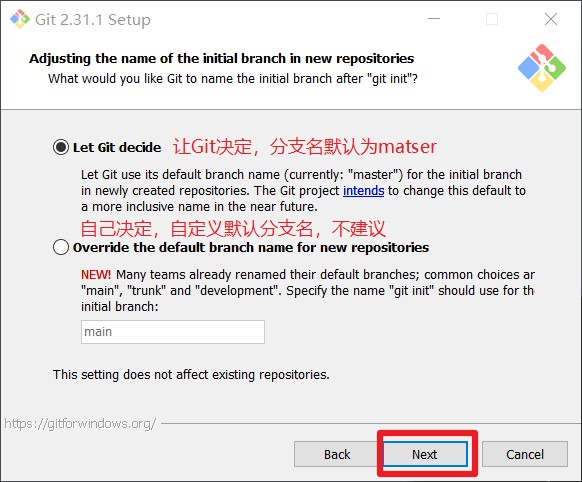 Git 2.31.1 Setup
Adjusting the name of the initial branch in new repositories
What would you like Git to name the initial branch after "git init"?
Let Git decide 让Git决定，分支名默认为matser
Let Git use its default branch name (currently: "master") for the initial branch
in newly created repositories. The Git project intends to change this default to
a more inclusive name in the near future.
自己决定，自定义默认分支名，不建议
Override the default branch name for new repositories
NEW! Many teams already renamed their default branches; common choices ar
"main", "trunk" and "development". Specify the name "git init" should use for the
initial branch:
main
This setting does not affect existing repositories.
https://gitforwindows.org/
Back Next Cancel